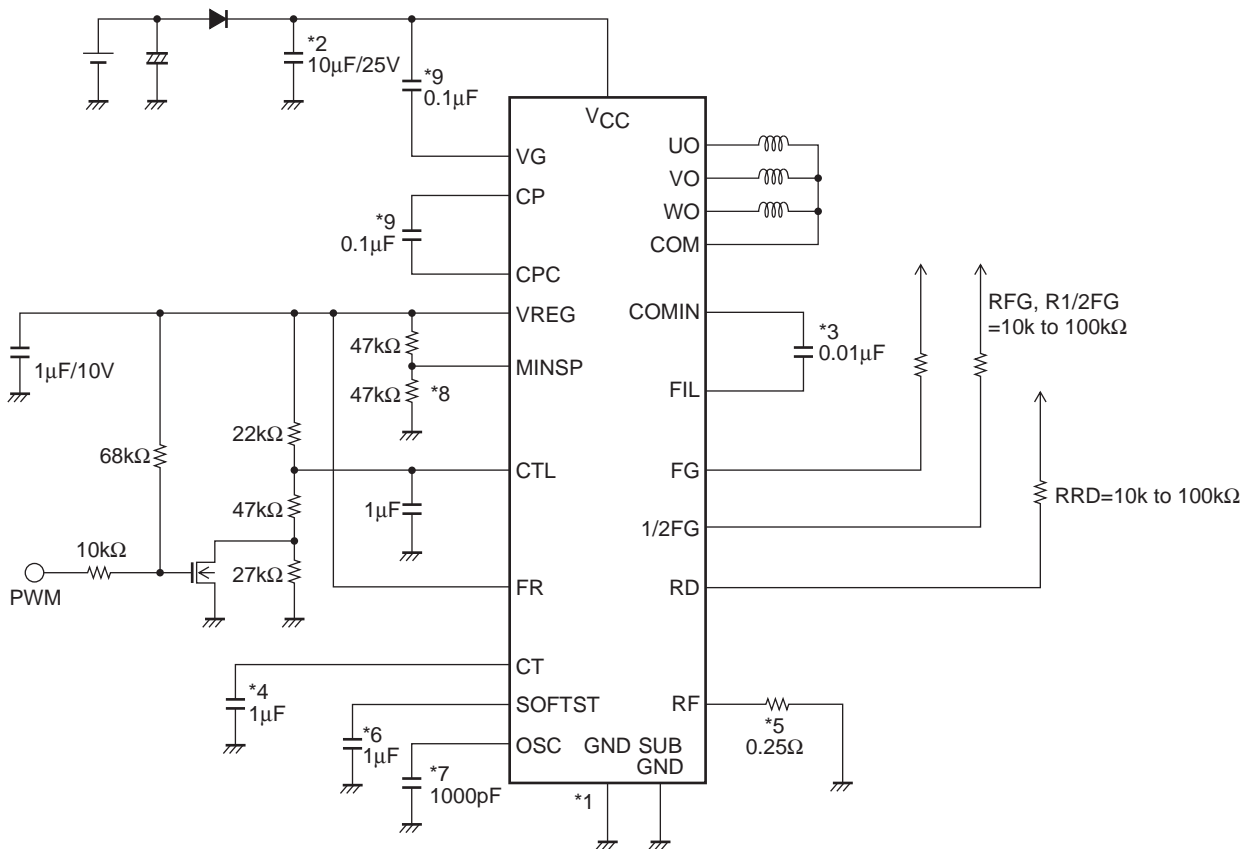 *2
10μF/25V
*9
0.1μF
VCC
UO
VG
VO
CP
WO
*9
0.1μF
COM
CPC
RFG, R1/2FG
=10k to 100kΩ
VREG
COMIN
*3
0.01μF
47kΩ
1μF/10V
MINSP
47kΩ
*8
FIL
22kΩ
68kΩ
CTL
FG
RRD=10k to 100kΩ
47kΩ
1μF
1/2FG
10kΩ
27kΩ
PWM
FR
RD
CT
*4
1μF
SOFTST
RF
*5
0.25Ω
*6
1μF
OSC
GND
SUB
GND
*7
1000pF
*1